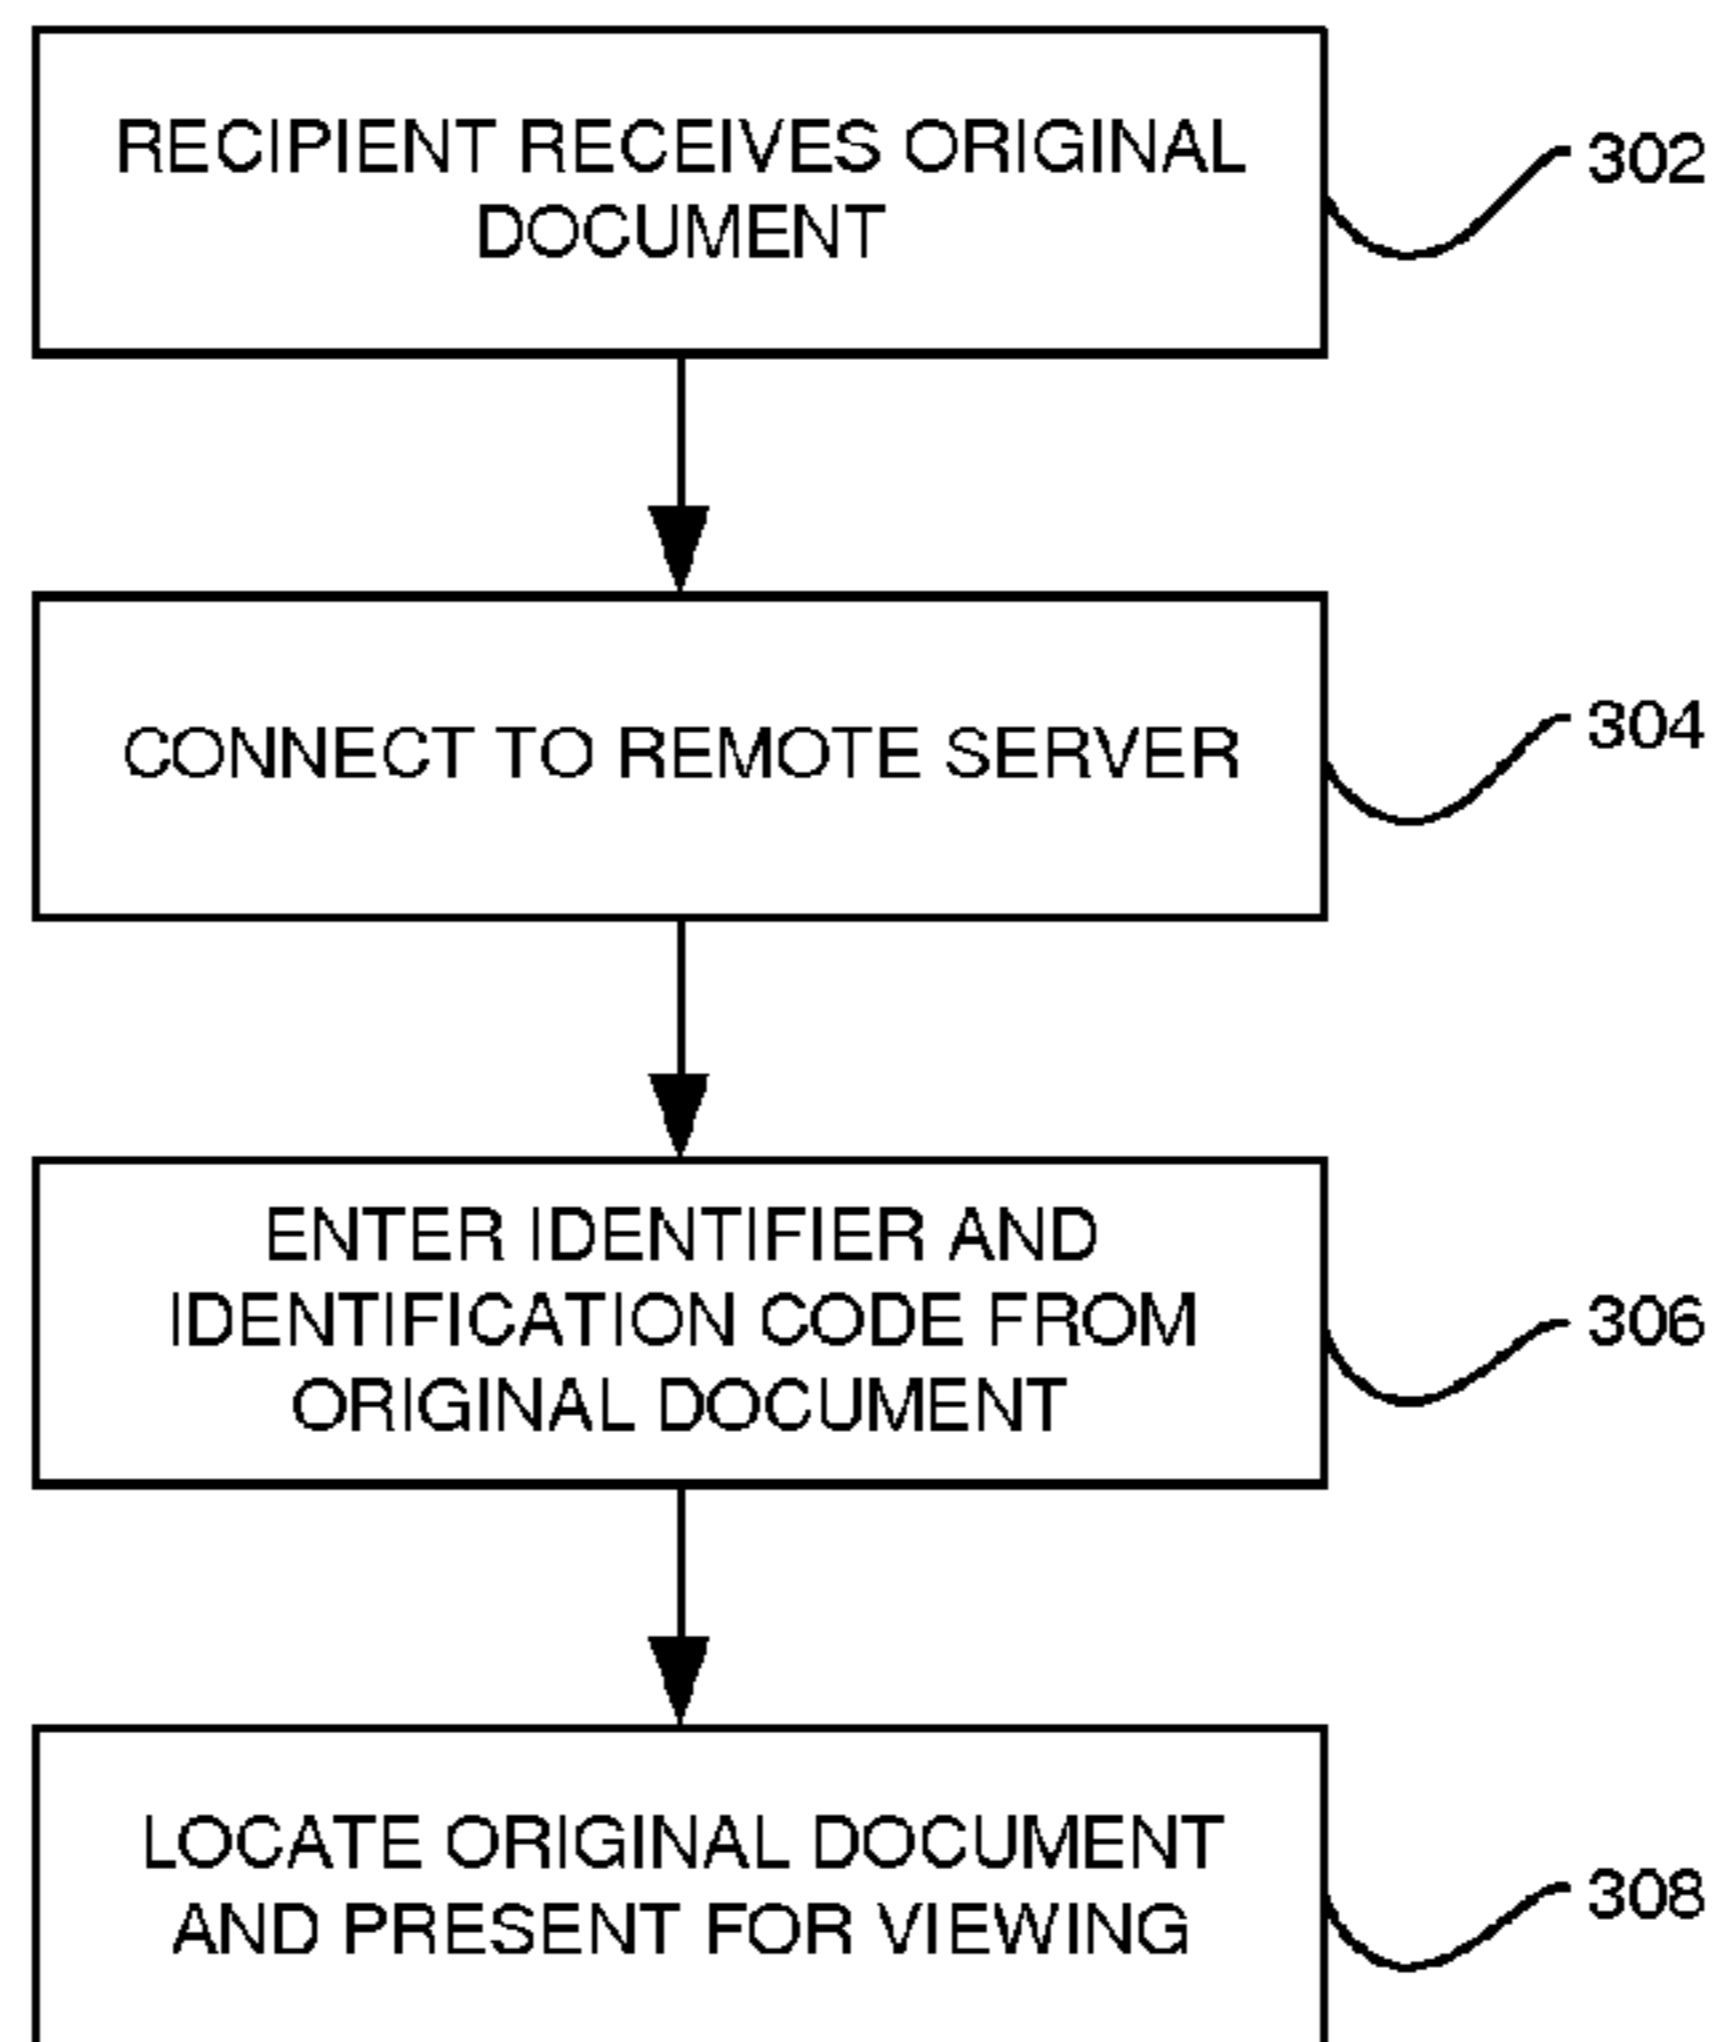 RECIPIENT RECEIVES ORIGINAL
DOCUMENT
302
CONNECT TO REMOTE SERVER
304
ENTER IDENTIFIER AND
IDENTIFICATION CODE FROM
ORIGINAL DOCUMENT
306
LOCATE ORIGINAL DOCUMENT
AND PRESENT FOR VIEWING
308